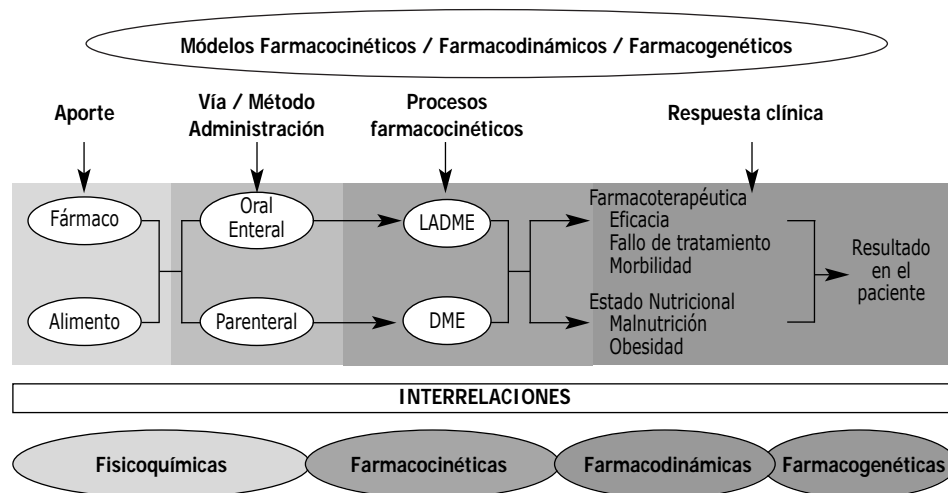 Módelos Farmacocinéticos / Farmacodinámicos / Farmacogenéticos
Aporte
Vía / Método
Administración
Procesos
farmacocinéticos
Respuesta clínica
Fármaco
Alimento
Oral
Enteral
Parenteral
LADME
DME
Farmacoterapéutica
Eficacia
Fallo de tratamiento
Morbilidad
Estado Nutricional
Malnutrición
Obesidad
Resultado
en el
paciente
INTERRELACIONES
Fisicoquímicas
Farmacocinéticas
Farmacodinámicas
Farmacogenéticas